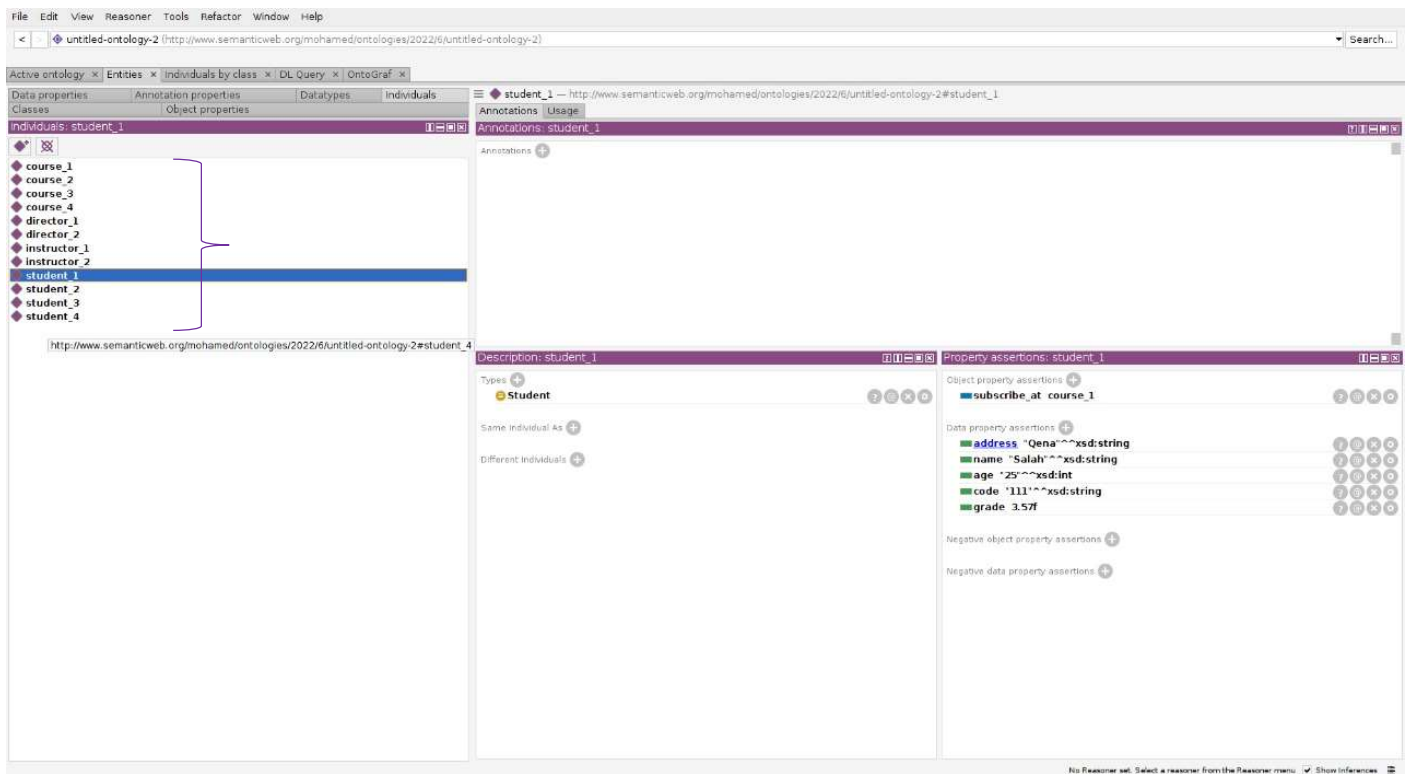 File Edit View Reasoner Tools Refactor Window Help
< > untitled-ontology-2 (http://www.semanticweb.org/mohamed/ontologies/2022/6/untitled-ontology-2) Search...
Active ontology × Entities × Individuals by class × DL Query × OntoGraf ×
Data properties Annotation properties Datatypes Individuals
Classes Object properties
Individuals: student_1
course_1
course_2
course_3
course_4
director_1
director_2
instructor_1
instructor_2
student_1
student_2
student_3
student_4
http://www.semanticweb.org/mohamed/ontologies/2022/6/untitled-ontology-2#student_4
student_1 — http://www.semanticweb.org/mohamed/ontologies/2022/6/untitled-ontology-2#student_1
Annotations Usage
Annotations: student_1
Annotations
Description: student_1
Types
Student
Same Individual As
Different Individuals
Property assertions: student_1
Object property assertions
subscribe_at course_1
Data property assertions
address "Qena"^^xsd:string
name "Salah"^^xsd:string
age "25"^^xsd:int
code "111"^^xsd:string
grade 3.57f
Negative object property assertions
Negative data property assertions
No Reasoner set. Select a reasoner from the Reasoner menu Show Inferences